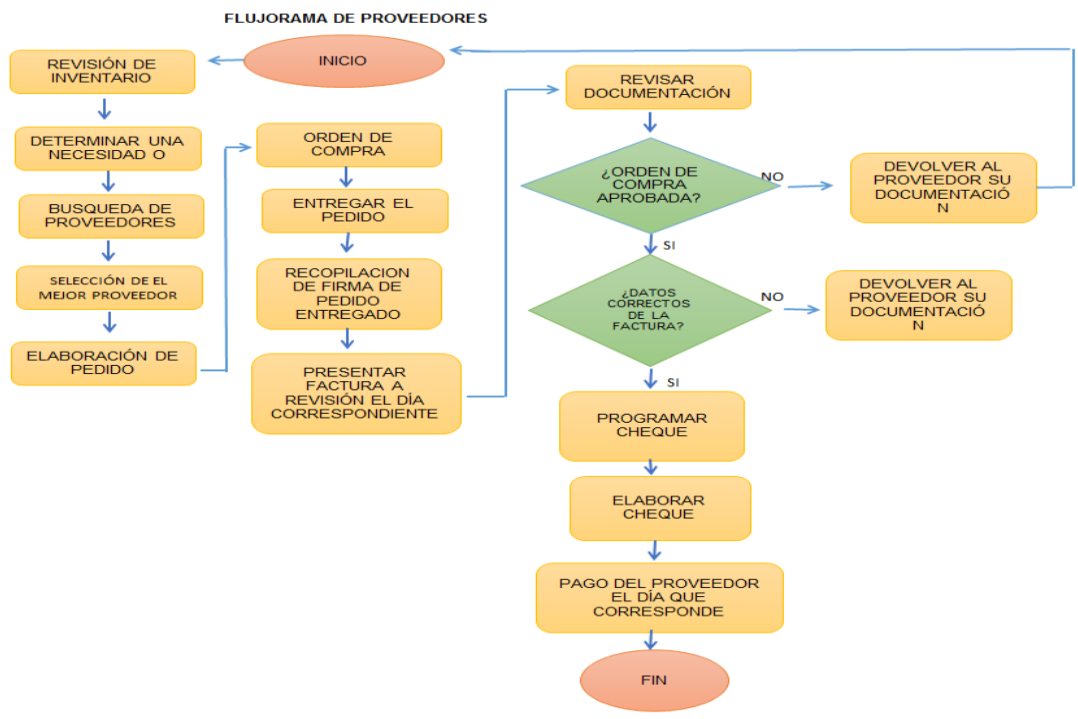 FLUJORAMA DE PROVEEDORES
INICIO
REVISIÓN DE
INVENTARIO
DETERMINAR UNA
NECESIDAD O
BUSQUEDA DE
PROVEEDORES
SELECCIÓN DE EL
MEJOR PROVEEDOR
ELABORACIÓN DE
PEDIDO
ORDEN DE
COMPRA
ENTREGAR EL
PEDIDO
RECOPILACION
DE FIRMA DE
PEDIDO
ENTREGADO
PRESENTAR
FACTURA A
REVISIÓN EL DÍA
CORRESPONDIENTE
REVISAR
DOCUMENTACIÓN
¿ORDEN DE
COMPRA
APROBADA?
NO
DEVOLVER AL
PROVEEDOR SU
DOCUMENTACIÓ
N
SI
¿DATOS
CORRECTOS
DE LA
FACTURA?
NO
DEVOLVER AL
PROVEEDOR SU
DOCUMENTACIÓ
N
SI
PROGRAMAR
CHEQUE
ELABORAR
CHEQUE
PAGO DEL PROVEEDOR
EL DÍA QUE
CORRESPONDE
FIN